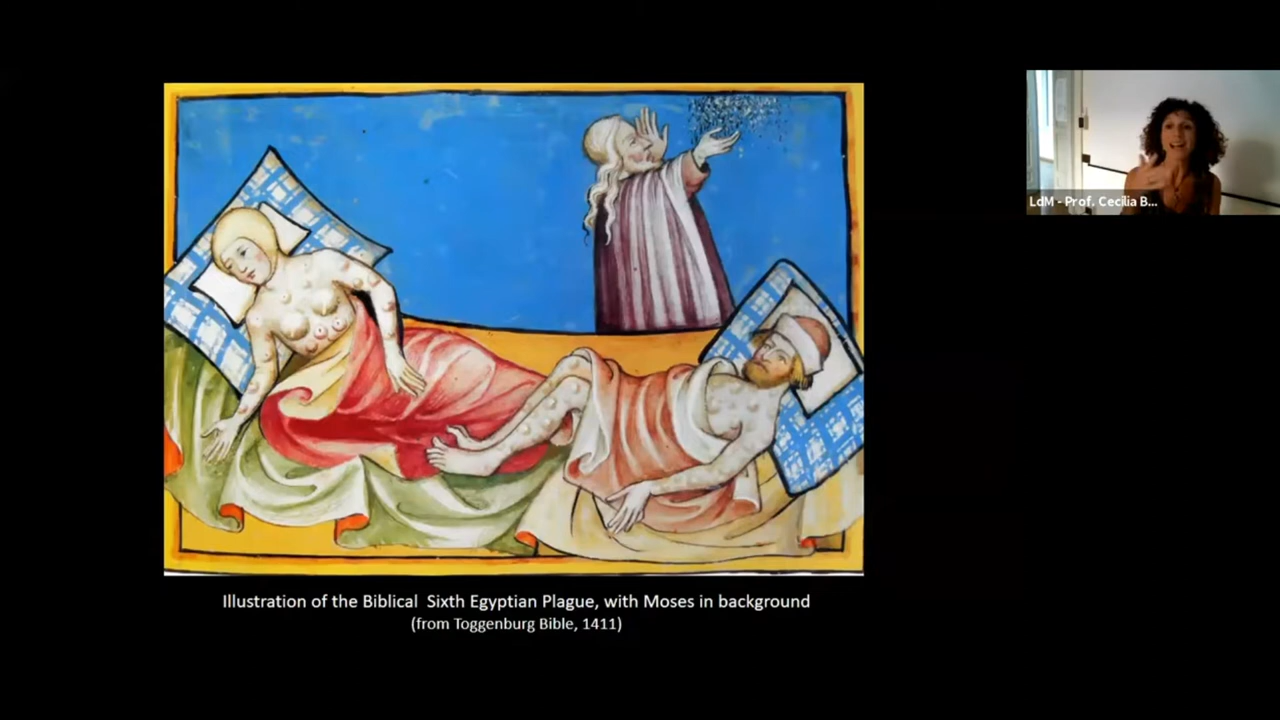 LdM - Prof. Cecilia B...
Illustration of the Biblical Sixth Egyptian Plague, with Moses in background
(from Toggenburg Bible, 1411)